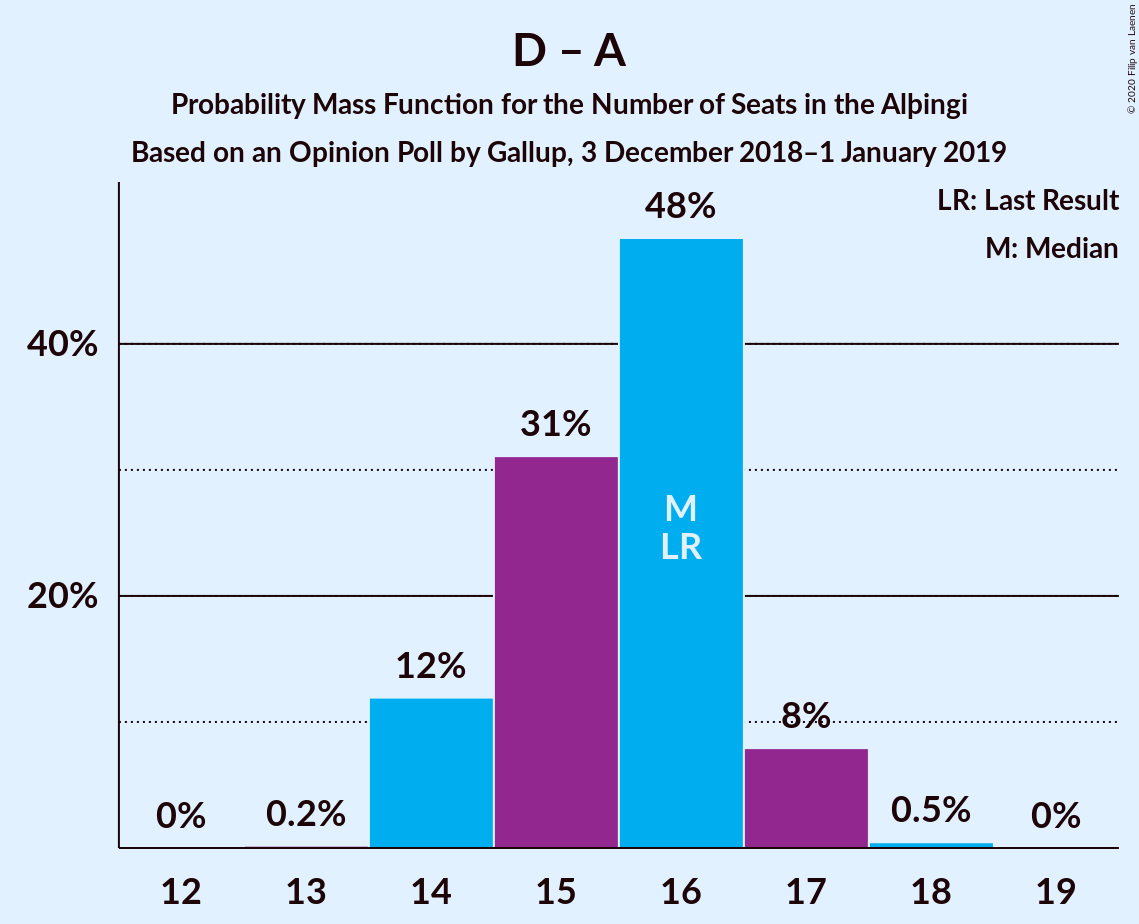 D – A
Probability Mass Function for the Number of Seats in the Alþingi
Based on an Opinion Poll by Gallup, 3 December 2018–1 January 2019
© 2020 Filip van Laenen
LR: Last Result
M: Median
40%
20%
0%
0.2%
12%
31%
48%
8%
0.5%
0%
M
LR
12
13
14
15
16
17
18
19